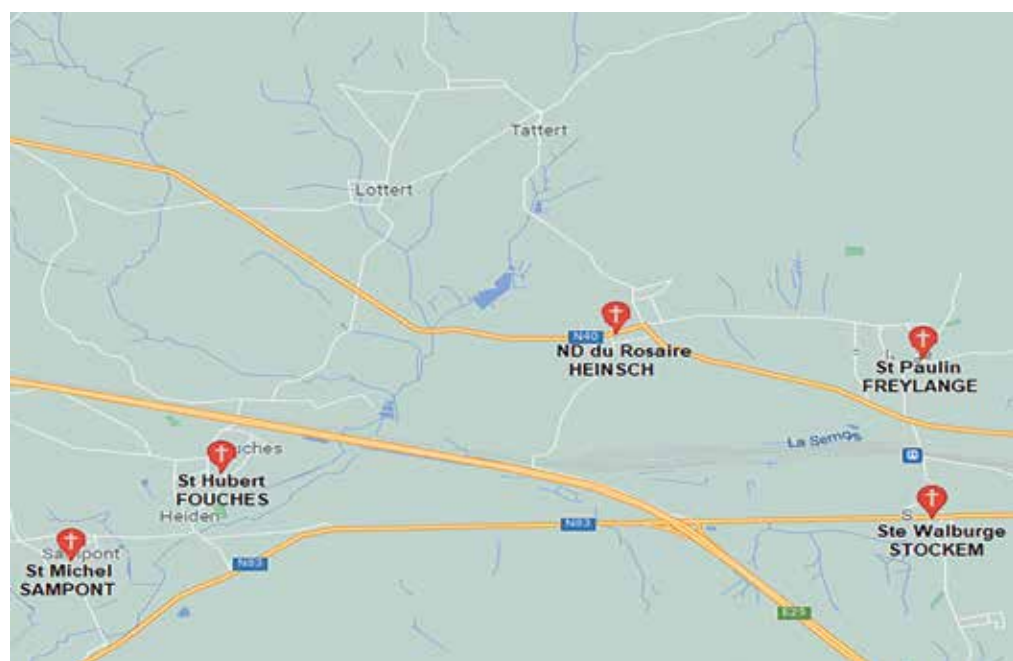 Tattert
Lottert
N40
ND du Rosaire
HEINSCH
St Paulin
FREYLANGE
La Semois
St Hubert
FOUCHES
Heiden
N83
Ste Walburge
STOCKEM
St Michel
SAMPONT
N83
E25